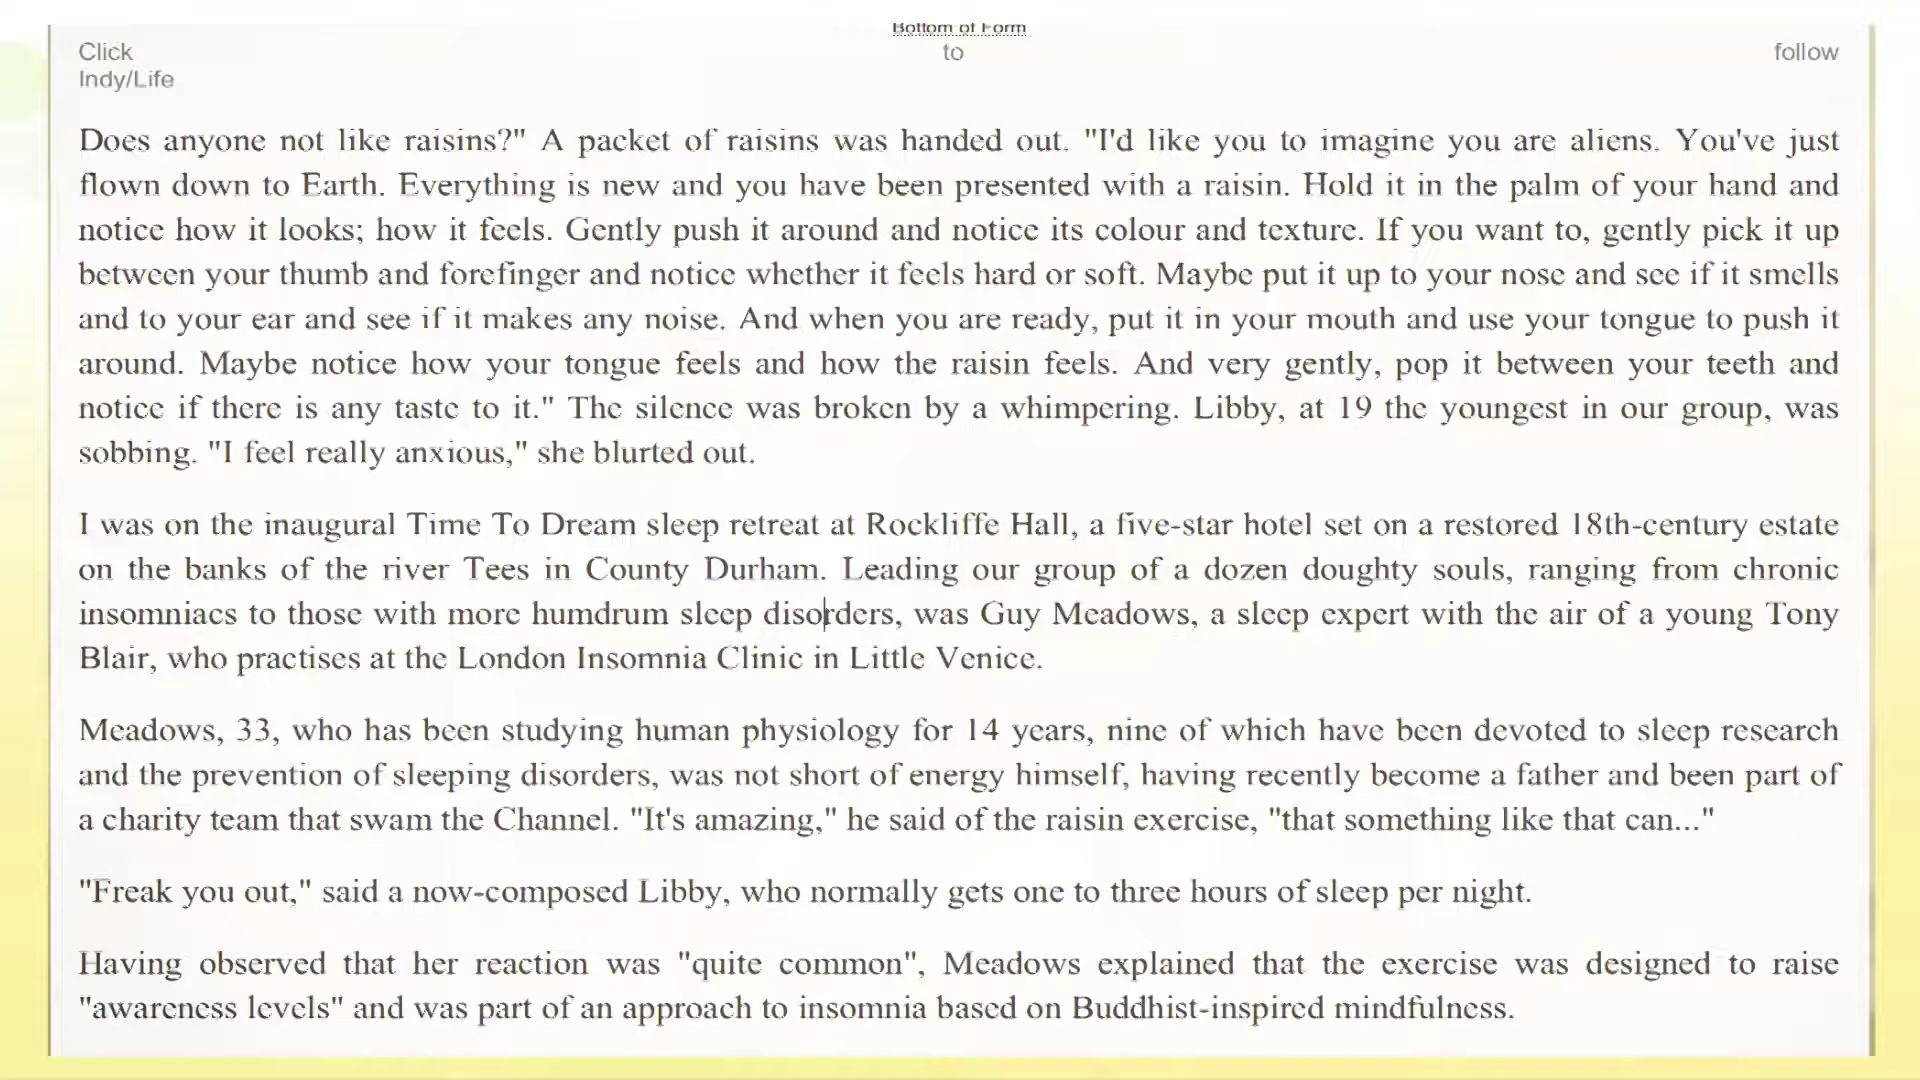 Bottom of Form
Click to follow
Indy/Life
Does anyone not like raisins?" A packet of raisins was handed out. "I'd like you to imagine you are aliens. You've just
flown down to Earth. Everything is new and you have been presented with a raisin. Hold it in the palm of your hand and
notice how it looks; how it feels. Gently push it around and notice its colour and texture. If you want to, gently pick it up
between your thumb and forefinger and notice whether it feels hard or soft. Maybe put it up to your nose and see if it smells
and to your ear and see if it makes any noise. And when you are ready, put it in your mouth and use your tongue to push it
around. Maybe notice how your tongue feels and how the raisin feels. And very gently, pop it between your teeth and
notice if there is any taste to it." The silence was broken by a whimpering. Libby, at 19 the youngest in our group, was
sobbing. "I feel really anxious," she blurted out.
I was on the inaugural Time To Dream sleep retreat at Rockliffe Hall, a five-star hotel set on a restored 18th-century estate
on the banks of the river Tees in County Durham. Leading our group of a dozen doughty souls, ranging from chronic
insomniacs to those with more humdrum sleep disorders, was Guy Meadows, a sleep expert with the air of a young Tony
Blair, who practises at the London Insomnia Clinic in Little Venice.
Meadows, 33, who has been studying human physiology for 14 years, nine of which have been devoted to sleep research
and the prevention of sleeping disorders, was not short of energy himself, having recently become a father and been part of
a charity team that swam the Channel. "It's amazing," he said of the raisin exercise, "that something like that can..."
"Freak you out," said a now-composed Libby, who normally gets one to three hours of sleep per night.
Having observed that her reaction was "quite common", Meadows explained that the exercise was designed to raise
"awareness levels" and was part of an approach to insomnia based on Buddhist-inspired mindfulness.